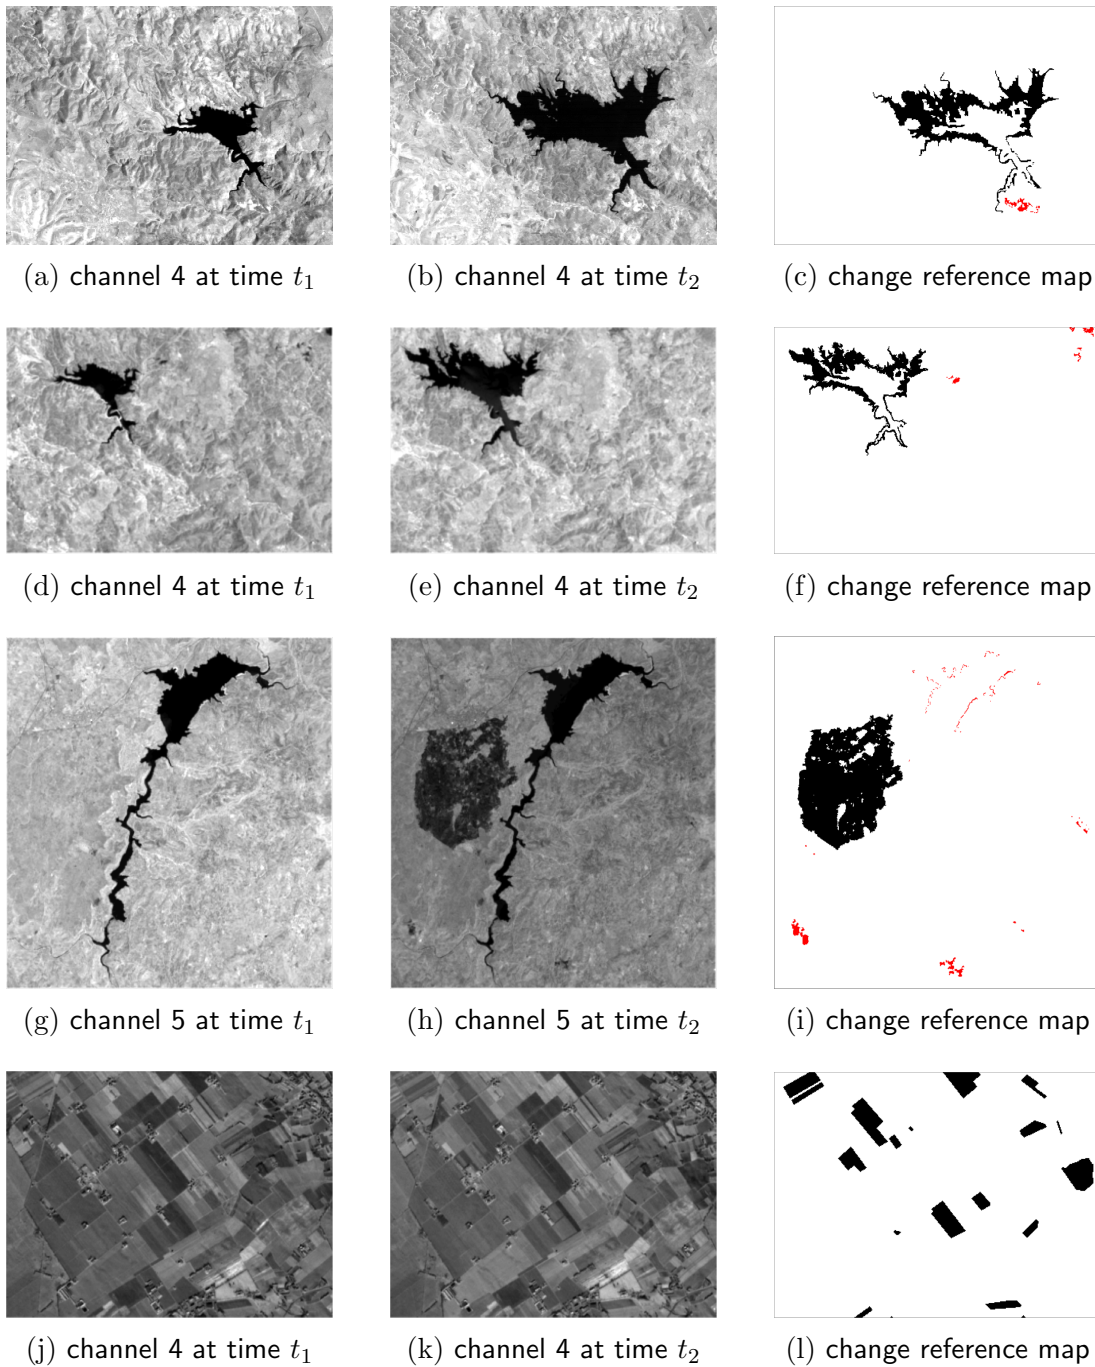 (a) channel 4 at time t₁
(b) channel 4 at time t₂
(c) change reference map
(d) channel 4 at time t₁
(e) channel 4 at time t₂
(f) change reference map
(g) channel 5 at time t₁
(h) channel 5 at time t₂
(i) change reference map
(j) channel 4 at time t₁
(k) channel 4 at time t₂
(l) change reference map